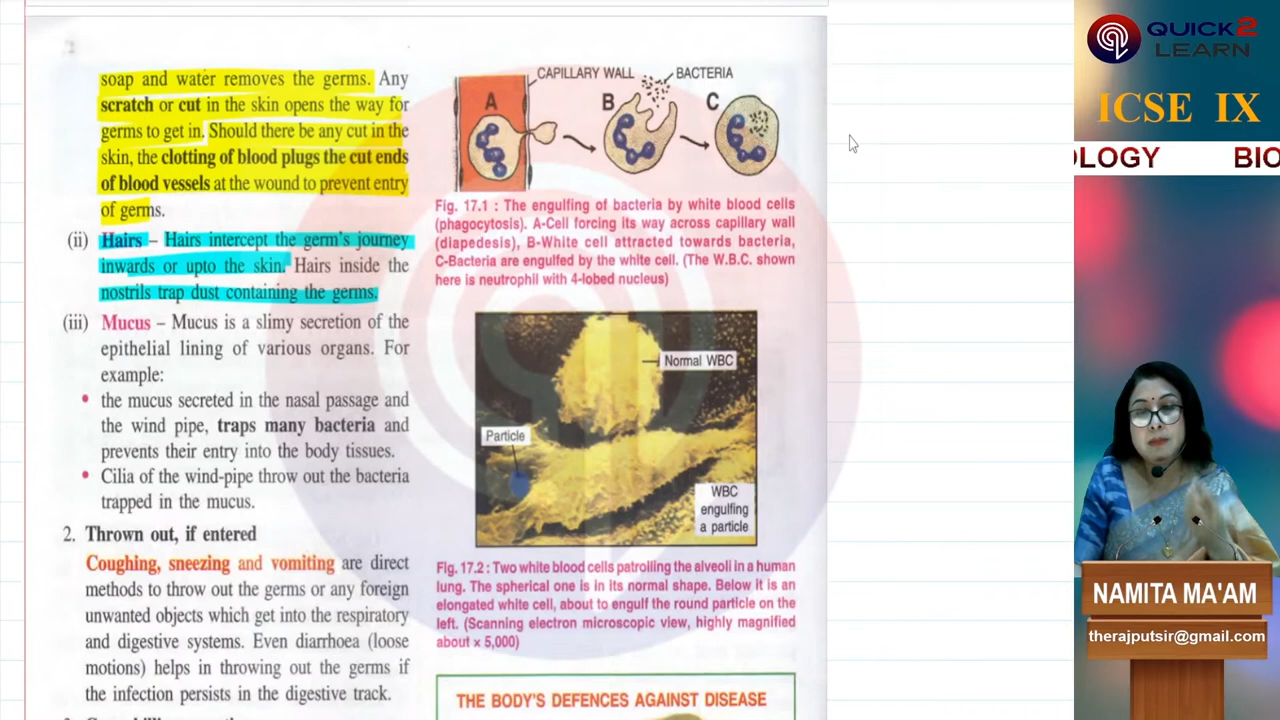 soap and water removes the germs. Any
scratch or cut in the skin opens the way for
germs to get in. Should there be any cut in the
skin, the clotting of blood plugs the cut ends
of blood vessels at the wound to prevent entry
of germs.
(ii) Hairs – Hairs intercept the germ's journey
inwards or upto the skin. Hairs inside the
nostrils trap dust containing the germs.
(iii) Mucus – Mucus is a slimy secretion of the
epithelial lining of various organs. For
example:
• the mucus secreted in the nasal passage and
the wind pipe, traps many bacteria and
prevents their entry into the body tissues.
• Cilia of the wind-pipe throw out the bacteria
trapped in the mucus.
2. Thrown out, if entered
Coughing, sneezing and vomiting are direct
methods to throw out the germs or any foreign
unwanted objects which get into the respiratory
and digestive systems. Even diarrhoea (loose
motions) helps in throwing out the germs if
the infection persists in the digestive track.
CAPILLARY WALL
BACTERIA
A
B
C
Fig. 17.1 : The engulfing of bacteria by white blood cells
(phagocytosis). A-Cell forcing its way across capillary wall
(diapedesis), B-White cell attracted towards bacteria,
C-Bacteria are engulfed by the white cell. (The W.B.C. shown
here is neutrophil with 4-lobed nucleus)
Normal WBC
Particle
WBC
engulfing
a particle
Fig. 17.2 : Two white blood cells patrolling the alveoli in a human
lung. The spherical one is in its normal shape. Below it is an
elongated white cell, about to engulf the round particle on the
left. (Scanning electron microscopic view, highly magnified
about × 5,000)
THE BODY'S DEFENCES AGAINST DISEASE
QUICK2
LEARN
ICSE IX
OLOGY BIO
NAMITA MA'AM
therajputsir@gmail.com